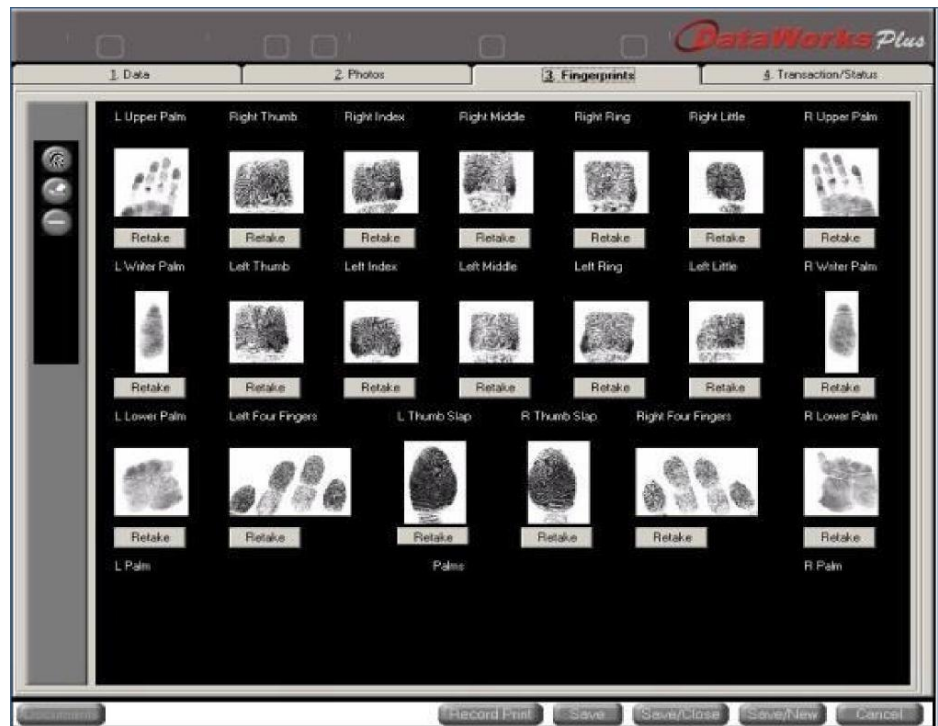 DataWorks Plus
1. Data 2. Photos 3. Fingerprints 4. Transaction/Status
L Upper Palm Right Thumb Right Index Right Middle Right Ring Right Little R Upper Palm
Retake Retake Retake Retake Retake Retake Retake
L Writer Palm Left Thumb Left Index Left Middle Left Ring Left Little R Writer Palm
Retake Retake Retake Retake Retake Retake Retake
L Lower Palm Left Four Fingers L Thumb Slap R Thumb Slap Right Four Fingers R Lower Palm
Retake Retake Retake Retake Retake Retake
L Palm Palms R Palm
Documents Record Print Save Save/Close Save/New Cancel